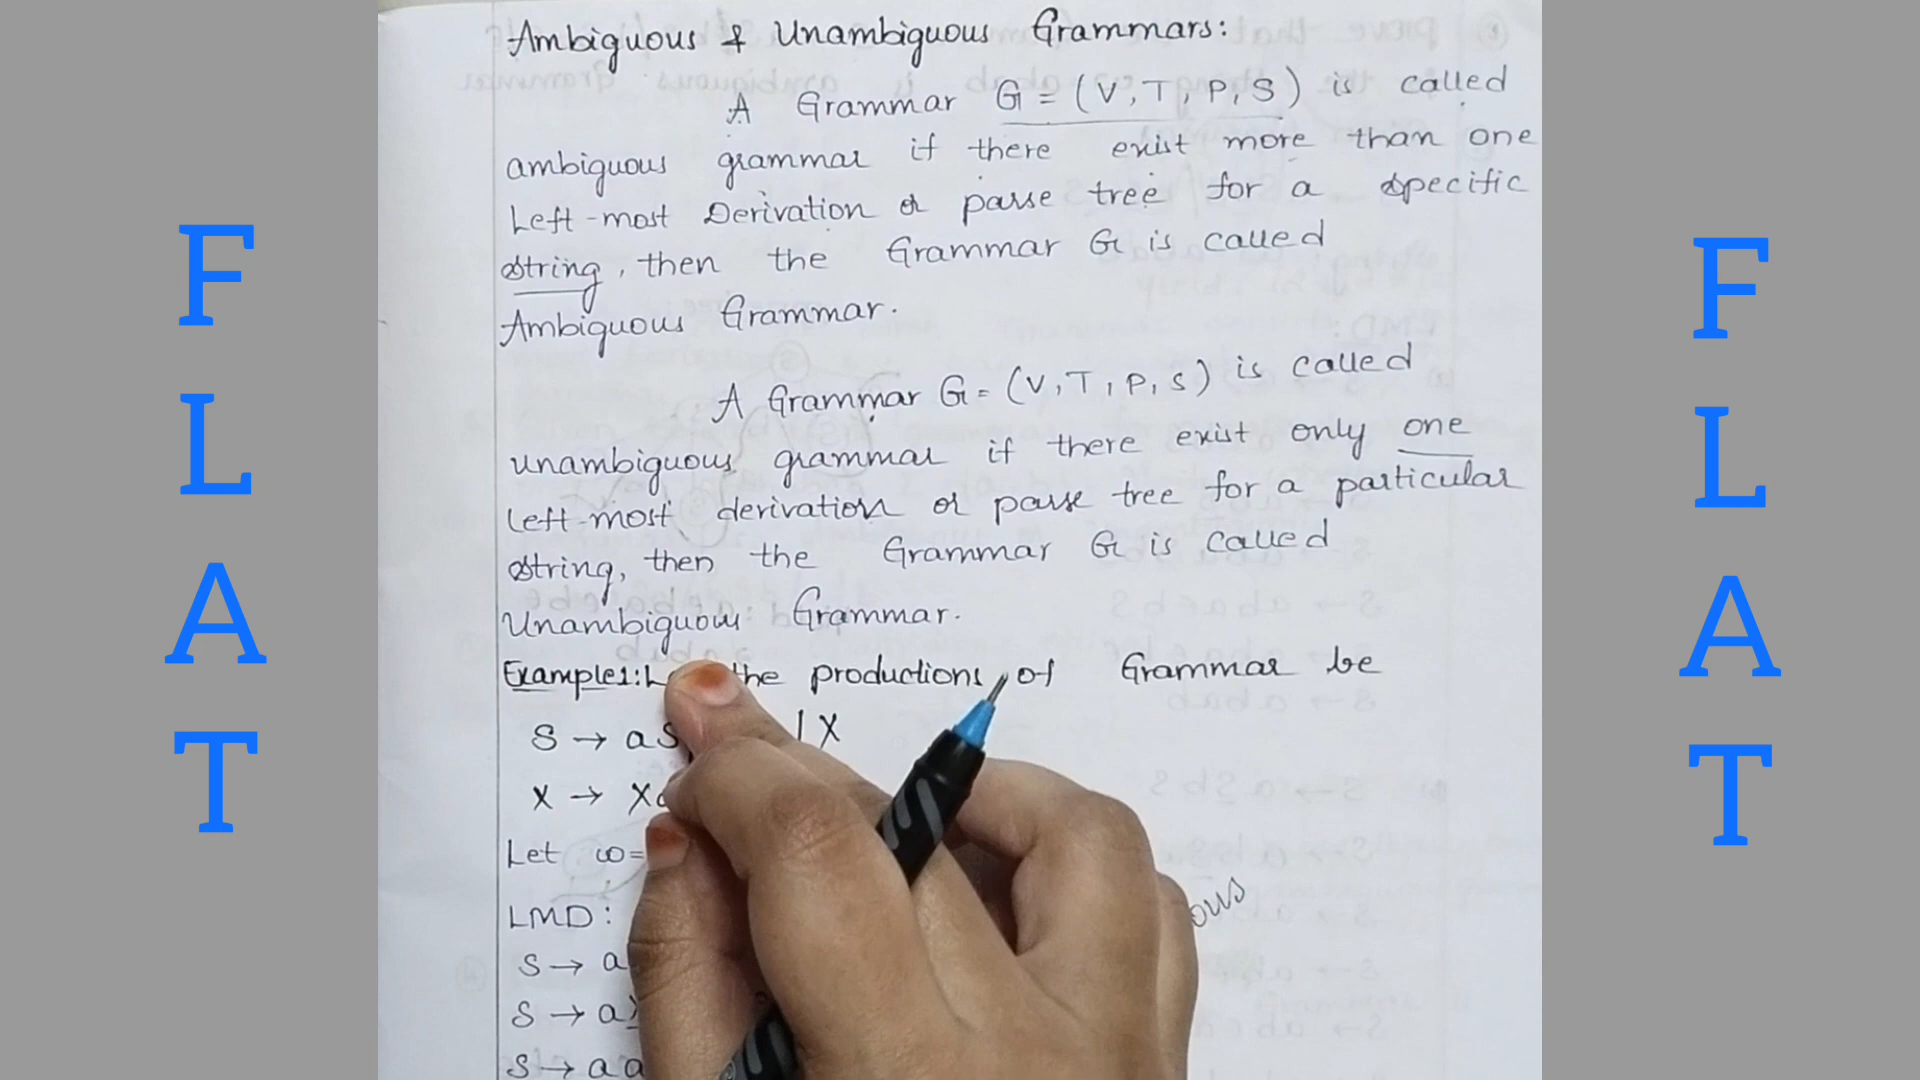 F
L
A
T
Ambiguous & Unambiguous Grammars:
A Grammar G = (V, T, P, S) is called
ambiguous grammar if there exist more than one
Left-most Derivation or parse tree for a specific
string, then the Grammar G is called
Ambiguous Grammar.
A Grammar G = (V, T, P, S) is called
unambiguous grammar if there exist only one
left-most derivation or parse tree for a particular
string, then the Grammar G is called
Unambiguous Grammar.
Example1: the productions of Grammar be
S → aS | X
X → X
Let ω=
LMD:
S → a
S → a
S → aa
ous
F
L
A
T